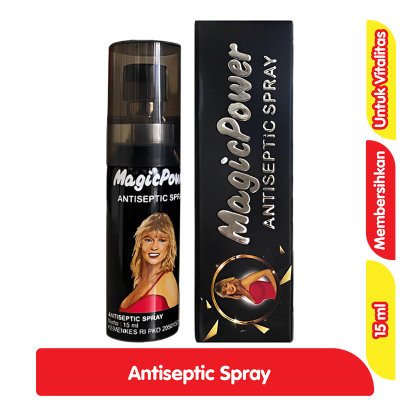 MagicPower
ANTISEPTIC SPRAY
ANTISEPTIC SPRAY
Netto : 15 ml
KEMENKES RI PKD
MagicPower
ANTISEPTIC SPRAY
Untuk Vitalitas
Membersihkan
15 ml
Antiseptic Spray